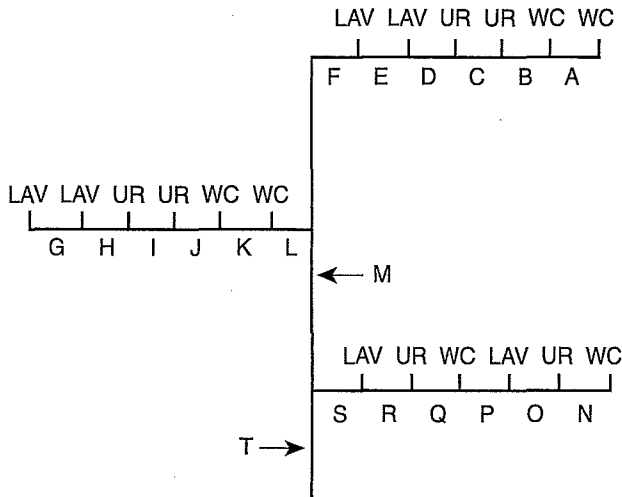 LAV LAV UR UR WC WC
F E D C B A
LAV LAV UR UR WC WC
G H I J K L
M
LAV UR WC LAV UR WC
S R Q P O N
T